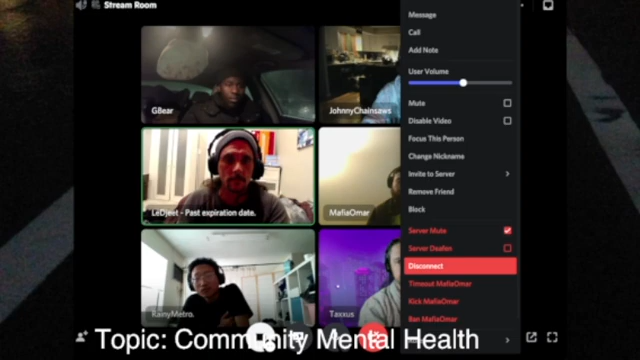 Stream Room
GBear
JohnnyChainsaws
LeDjeet - Past expiration date.
MafiaOmar
RainyMetro.
Taxxus
Message
Call
Add Note
User Volume
Mute
Disable Video
Focus This Person
Change Nickname
Invite to Server
Remove Friend
Block
Server Mute
Server Deafen
Disconnect
Timeout MafiaOmar
Kick MafiaOmar
Ban MafiaOmar
Topic: Community Mental Health